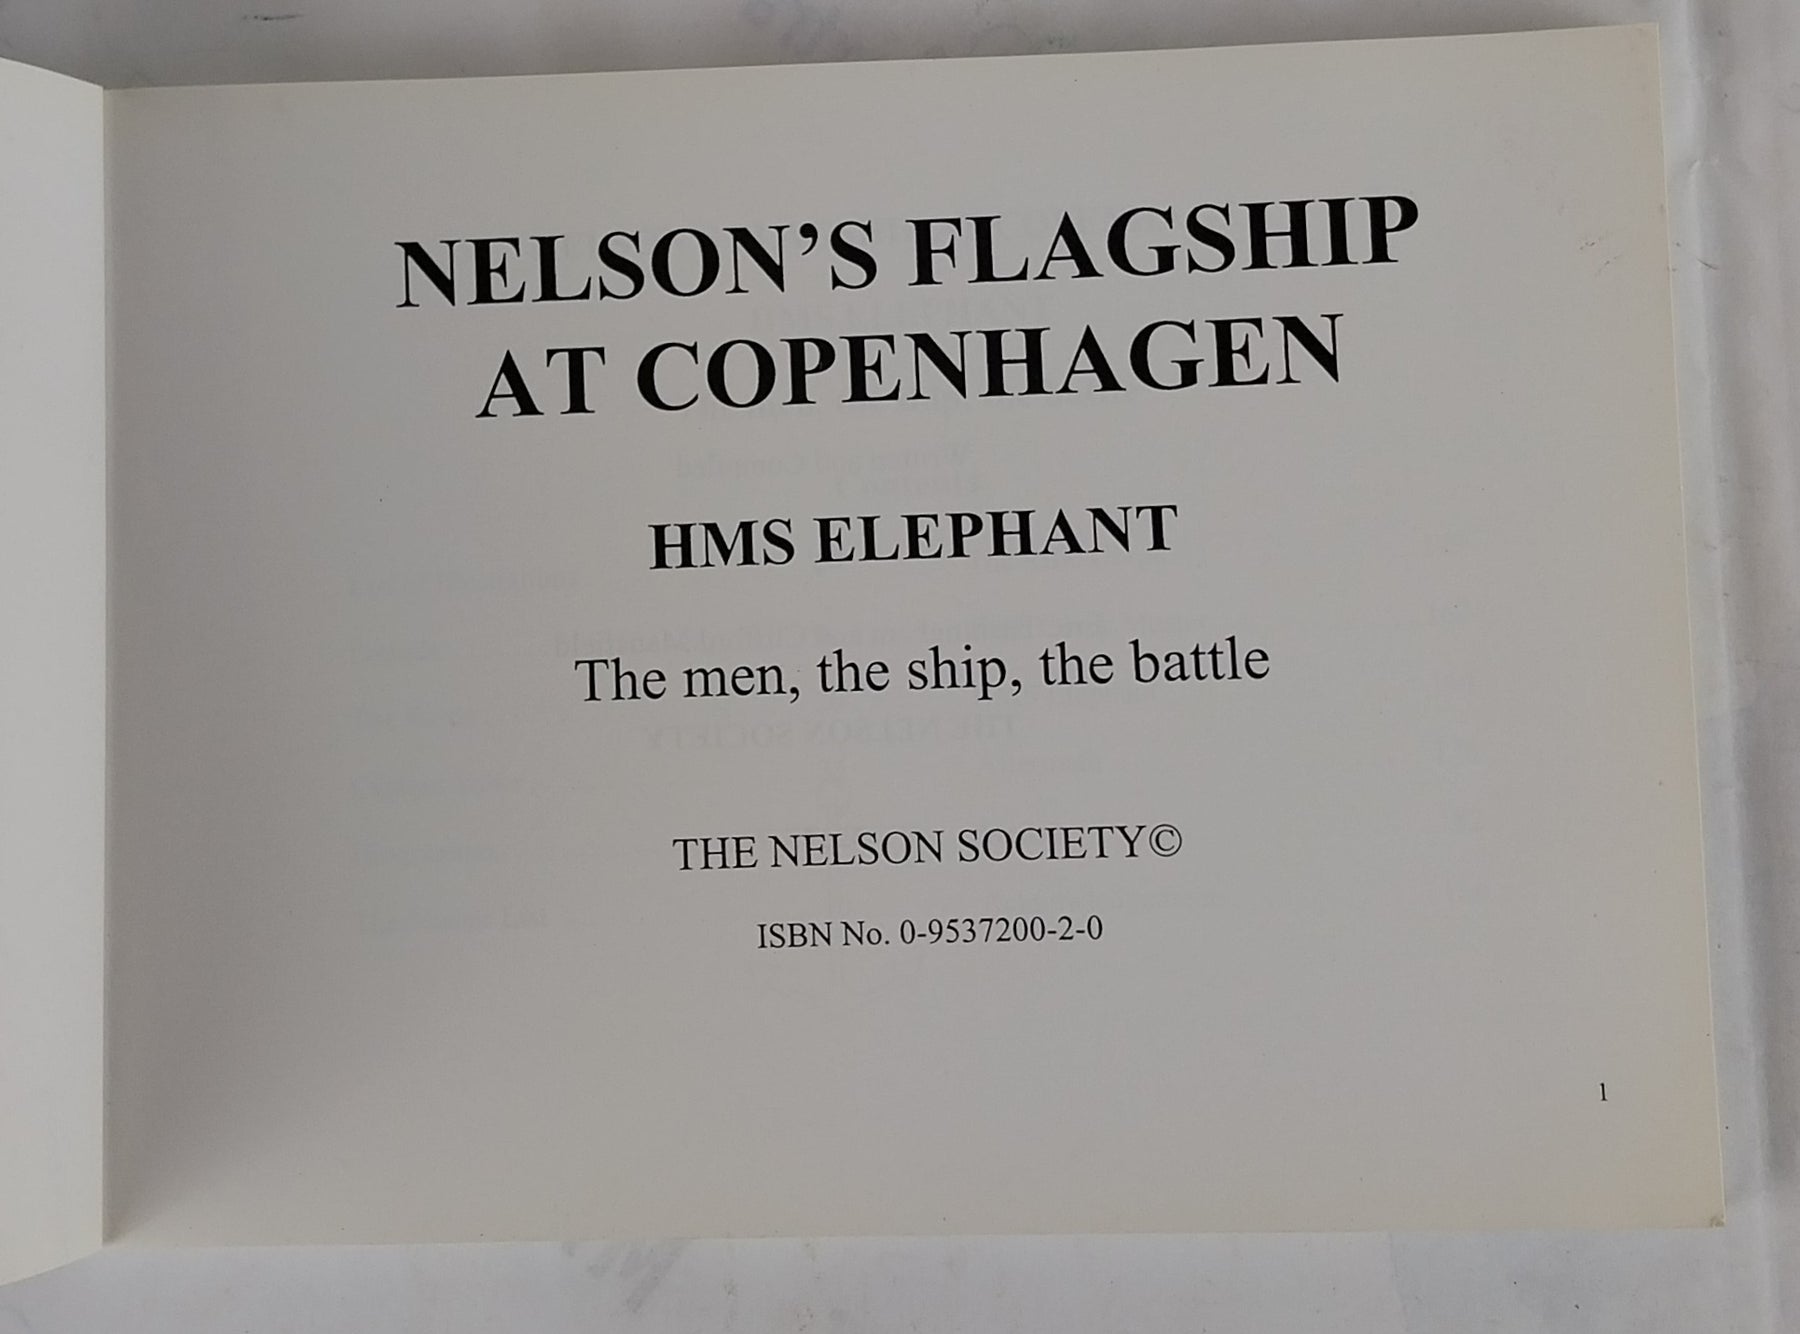 NELSON’S FLAGSHIP
AT COPENHAGEN
HMS ELEPHANT
The men, the ship, the battle
THE NELSON SOCIETY©
ISBN No. 0-9537200-2-0
1